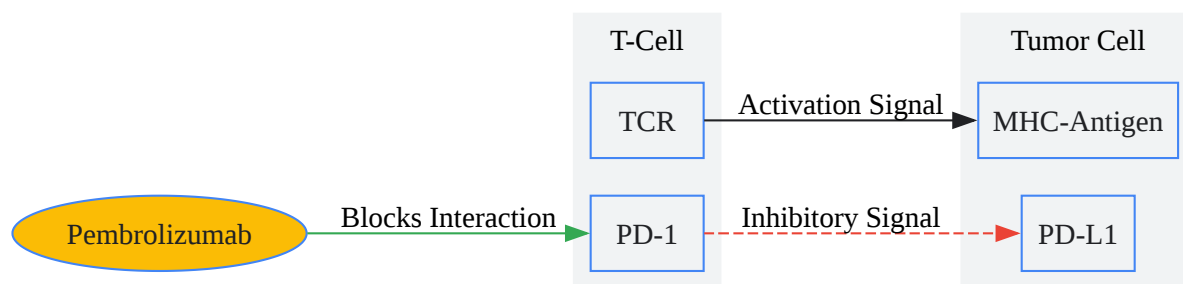 T-Cell
Tumor Cell
TCR
Activation Signal
MHC-Antigen
Pembrolizumab
Blocks Interaction
PD-1
Inhibitory Signal
PD-L1